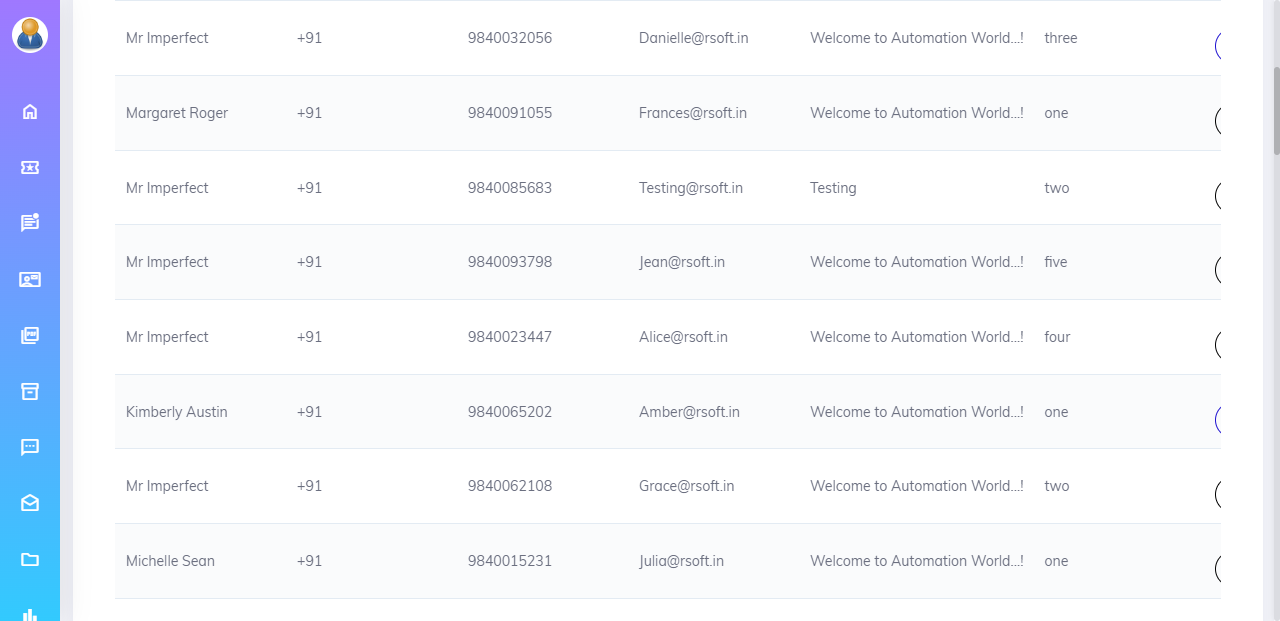 Mr Imperfect +91 9840032056 Danielle@rsoft.in Welcome to Automation World...! three
Margaret Roger +91 9840091055 Frances@rsoft.in Welcome to Automation World...! one
Mr Imperfect +91 9840085683 Testing@rsoft.in Testing two
Mr Imperfect +91 9840093798 Jean@rsoft.in Welcome to Automation World...! five
Mr Imperfect +91 9840023447 Alice@rsoft.in Welcome to Automation World...! four
Kimberly Austin +91 9840065202 Amber@rsoft.in Welcome to Automation World...! one
Mr Imperfect +91 9840062108 Grace@rsoft.in Welcome to Automation World...! two
Michelle Sean +91 9840015231 Julia@rsoft.in Welcome to Automation World...! one